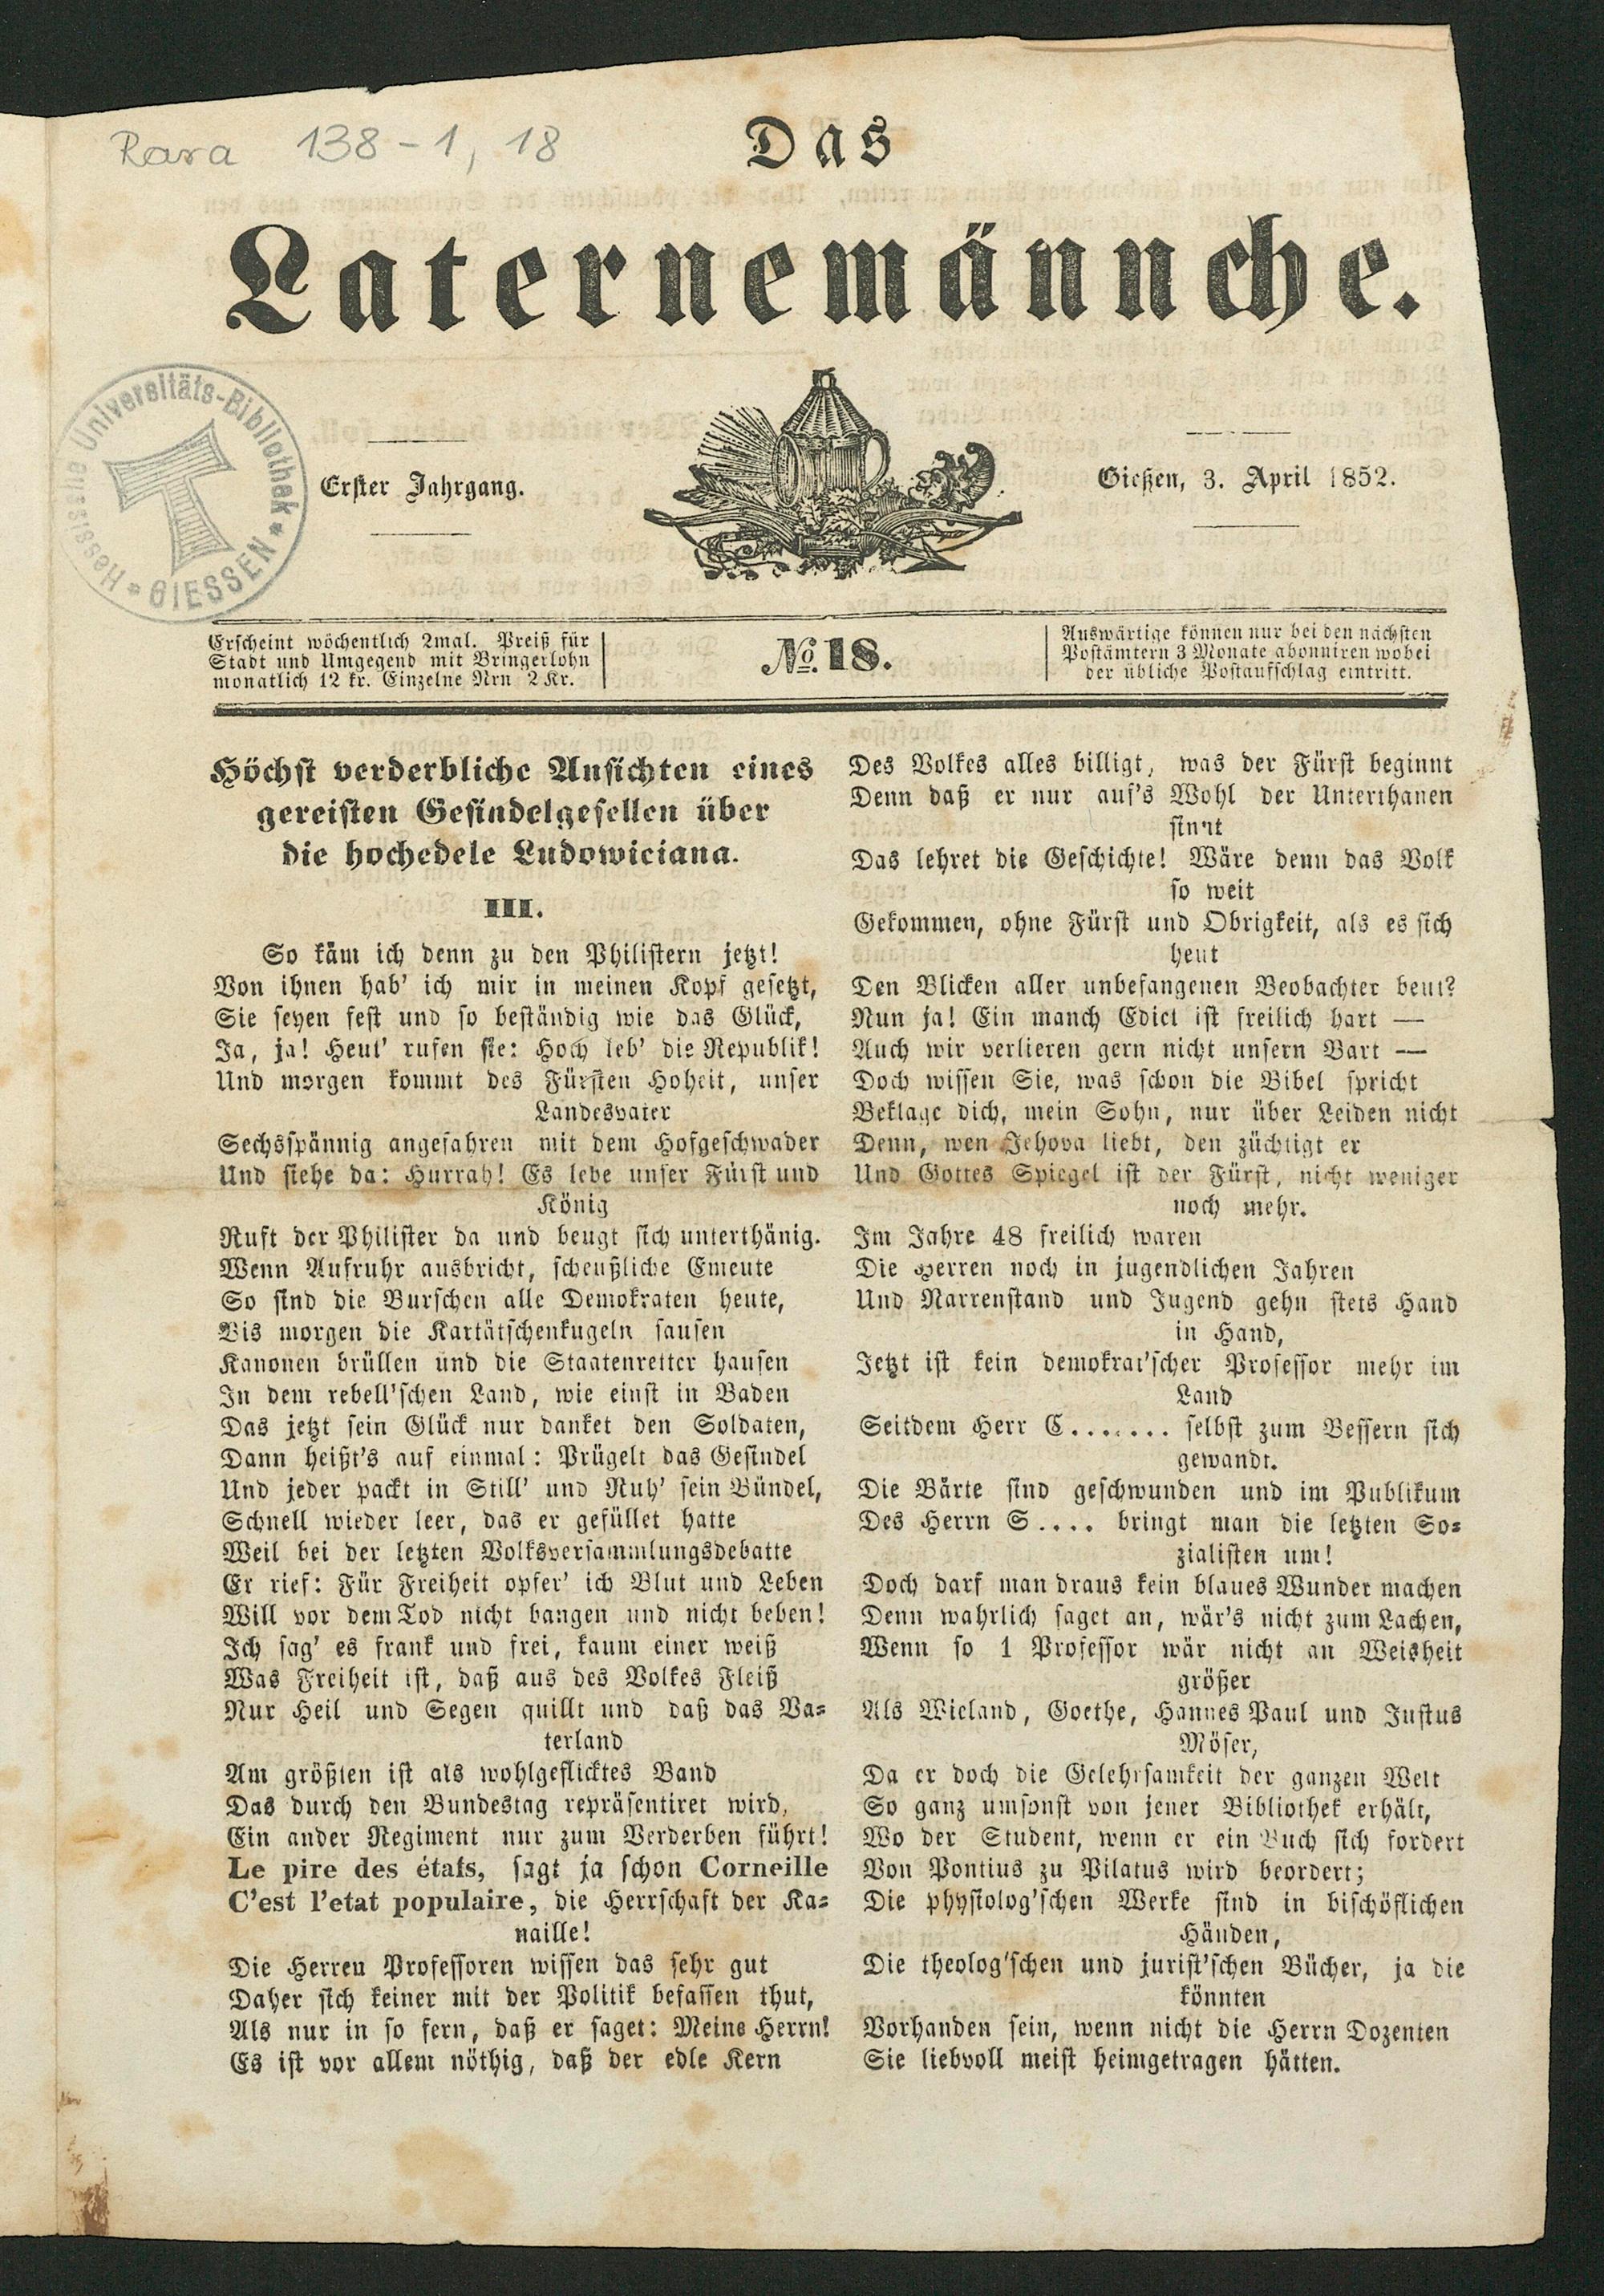 Rara 138-1, 18
Das
Laternemännche.
Hessische Universitäts-Bibliothek * GIESSEN *
Erster Jahrgang.
Gießen, 3. April 1852.
Erscheint wöchentlich 2mal. Preiß für
Stadt und Umgegend mit Bringerlohn
monatlich 12 kr. Einzelne Nrn 2 Kr.
No. 18.
Auswärtige können nur bei den nächsten
Postämtern 3 Monate abonniren wobei
der übliche Postaufschlag eintritt.
Höchst verderbliche Ansichten eines
gereisten Gesindelgesellen über
die hochedele Ludowiciana.
III.
So käm ich denn zu den Philistern jetzt!
Von ihnen hab' ich mir in meinen Kopf gesetzt,
Sie seyen fest und so beständig wie das Glück,
Ja, ja! Heut' rufen sie: Hoch leb' die Republik!
Und morgen kommt des Fürsten Hoheit, unser
Landesvater
Sechsspännig angefahren mit dem Hofgeschwader
Und siehe da: Hurrah! Es lebe unser Fürst und
König
Ruft der Philister da und beugt sich unterthänig.
Wenn Aufruhr ausbricht, scheußliche Emeute
So sind die Burschen alle Demokraten heute,
Bis morgen die Kartätschenkugeln sausen
Kanonen brüllen und die Staatenretter hausen
In dem rebell'schen Land, wie einst in Baden
Das jetzt sein Glück nur danket den Soldaten,
Dann heißt's auf einmal: Prügelt das Gesindel
Und jeder packt in Still' und Ruh' sein Bündel,
Schnell wieder leer, das er gefüllet hatte
Weil bei der letzten Volksversammlungsdebatte
Er rief: Für Freiheit opfer' ich Blut und Leben
Will vor dem Tod nicht bangen und nicht beben!
Ich sag' es frank und frei, kaum einer weiß
Was Freiheit ist, daß aus des Volkes Fleiß
Nur Heil und Segen quillt und daß das Va-
terland
Am größten ist als wohlgeflicktes Band
Das durch den Bundestag repräsentiret wird,
Ein ander Regiment nur zum Verderben führt!
Le pire des états, sagt ja schon Corneille
C'est l'etat populaire, die Herrschaft der Ka-
naille!
Die Herren Professoren wissen das sehr gut
Daher sich keiner mit der Politik befassen thut,
Als nur in so fern, daß er saget: Meine Herrn!
Es ist vor allem nöthig, daß der edle Kern
Des Volkes alles billigt, was der Fürst beginnt
Denn daß er nur auf's Wohl der Unterthanen
sinnt
Das lehret die Geschichte! Wäre denn das Volk
so weit
Gekommen, ohne Fürst und Obrigkeit, als es sich
heut
Den Blicken aller unbefangenen Beobachter beut?
Nun ja! Ein manch Edict ist freilich hart —
Auch wir verlieren gern nicht unsern Bart —
Doch wissen Sie, was schon die Bibel spricht
Beklage dich, mein Sohn, nur über Leiden nicht
Denn, wen Jehova liebt, den züchtigt er
Und Gottes Spiegel ist der Fürst, nicht weniger
noch mehr.
Im Jahre 48 freilich waren
Die Herren noch in jugendlichen Jahren
Und Narrenstand und Jugend gehn stets Hand
in Hand,
Jetzt ist kein demokrat'scher Professor mehr im
Land
Seitdem Herr C....... selbst zum Bessern sich
gewandt.
Die Bärte sind geschwunden und im Publikum
Des Herrn S.... bringt man die letzten So-
zialisten um!
Doch darf man draus kein blaues Wunder machen
Denn wahrlich saget an, wär's nicht zum Lachen,
Wenn so 1 Professor wär nicht an Weisheit
größer
Als Wieland, Goethe, Hannes Paul und Justus
Möser,
Da er doch die Gelehrsamkeit der ganzen Welt
So ganz umsonst von jener Bibliothek erhält,
Wo der Student, wenn er ein Buch sich fordert
Von Pontius zu Pilatus wird beordert;
Die physiolog'schen Werke sind in bischöflichen
Händen,
Die theolog'schen und jurist'schen Bücher, ja die
könnten
Vorhanden sein, wenn nicht die Herrn Dozenten
Sie liebvoll meist heimgetragen hätten.